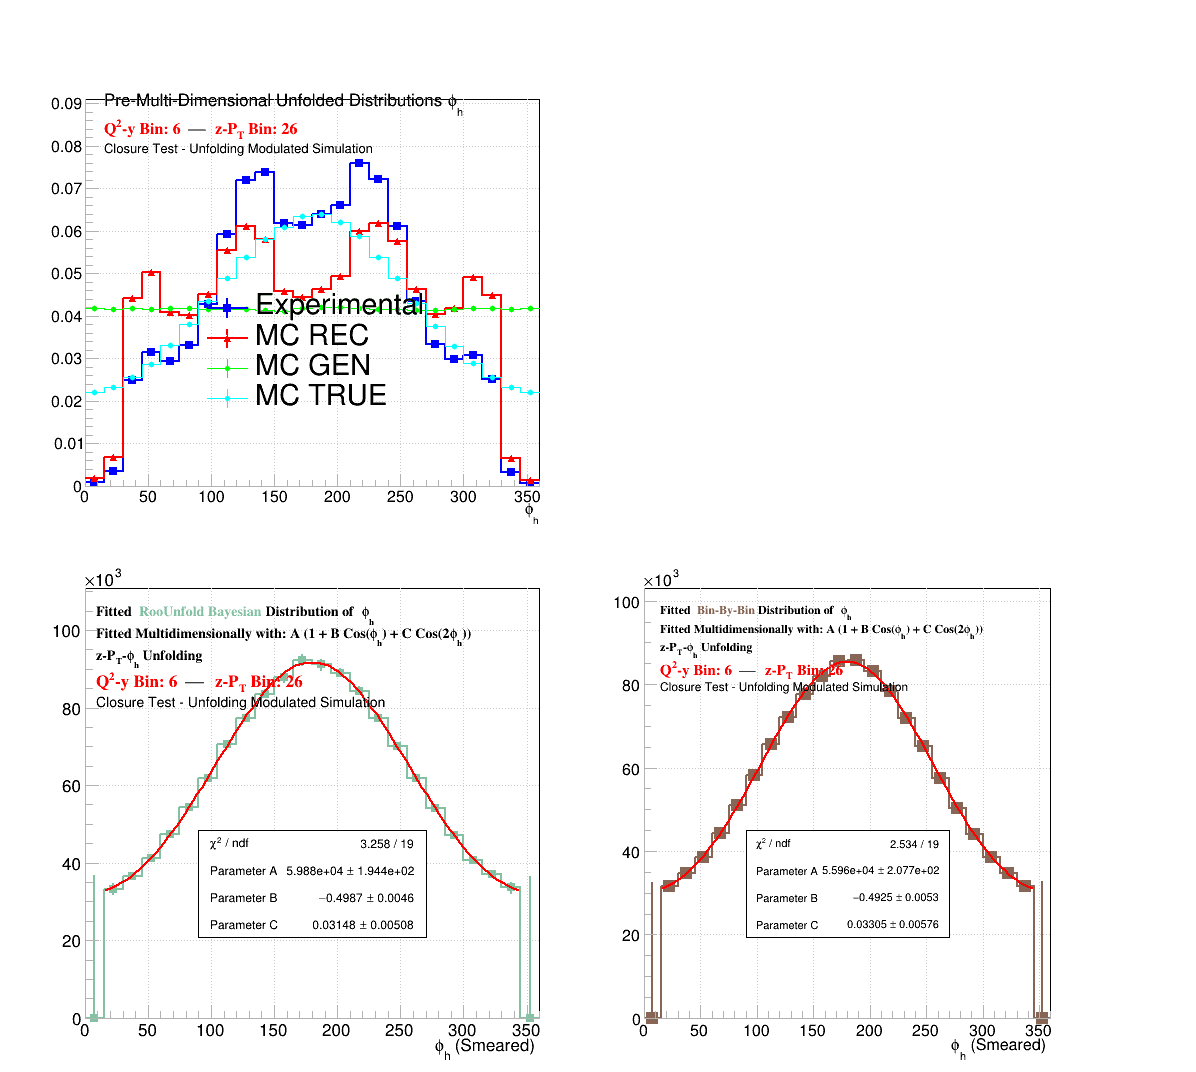 Pre-Multi-Dimensional Unfolded Distributions ϕh
Q²-y Bin: 6 — z-PT Bin: 26
Closure Test - Unfolding Modulated Simulation
0.09
0.08
0.07
0.06
0.05
0.04
0.03
0.02
0.01
0
Experimental
MC REC
MC GEN
MC TRUE
0 50 100 150 200 250 300 350
ϕh
×10³
Fitted RooUnfold Bayesian Distribution of ϕh
Fitted Multidimensionally with: A (1 + B Cos(ϕh) + C Cos(2ϕh))
z-PT-ϕh Unfolding
Q²-y Bin: 6 — z-PT Bin: 26
Closure Test - Unfolding Modulated Simulation
100
80
60
40
20
0
χ² / ndf 3.258 / 19
Parameter A 5.988e+04 ± 1.944e+02
Parameter B −0.4987 ± 0.0046
Parameter C 0.03148 ± 0.00508
0 50 100 150 200 250 300 350
ϕh (Smeared)
×10³
Fitted Bin-By-Bin Distribution of ϕh
Fitted Multidimensionally with: A (1 + B Cos(ϕh) + C Cos(2ϕh))
z-PT-ϕh Unfolding
Q²-y Bin: 6 — z-PT Bin: 26
Closure Test - Unfolding Modulated Simulation
100
80
60
40
20
0
χ² / ndf 2.534 / 19
Parameter A 5.596e+04 ± 2.077e+02
Parameter B −0.4925 ± 0.0053
Parameter C 0.03305 ± 0.00576
0 50 100 150 200 250 300 350
ϕh (Smeared)